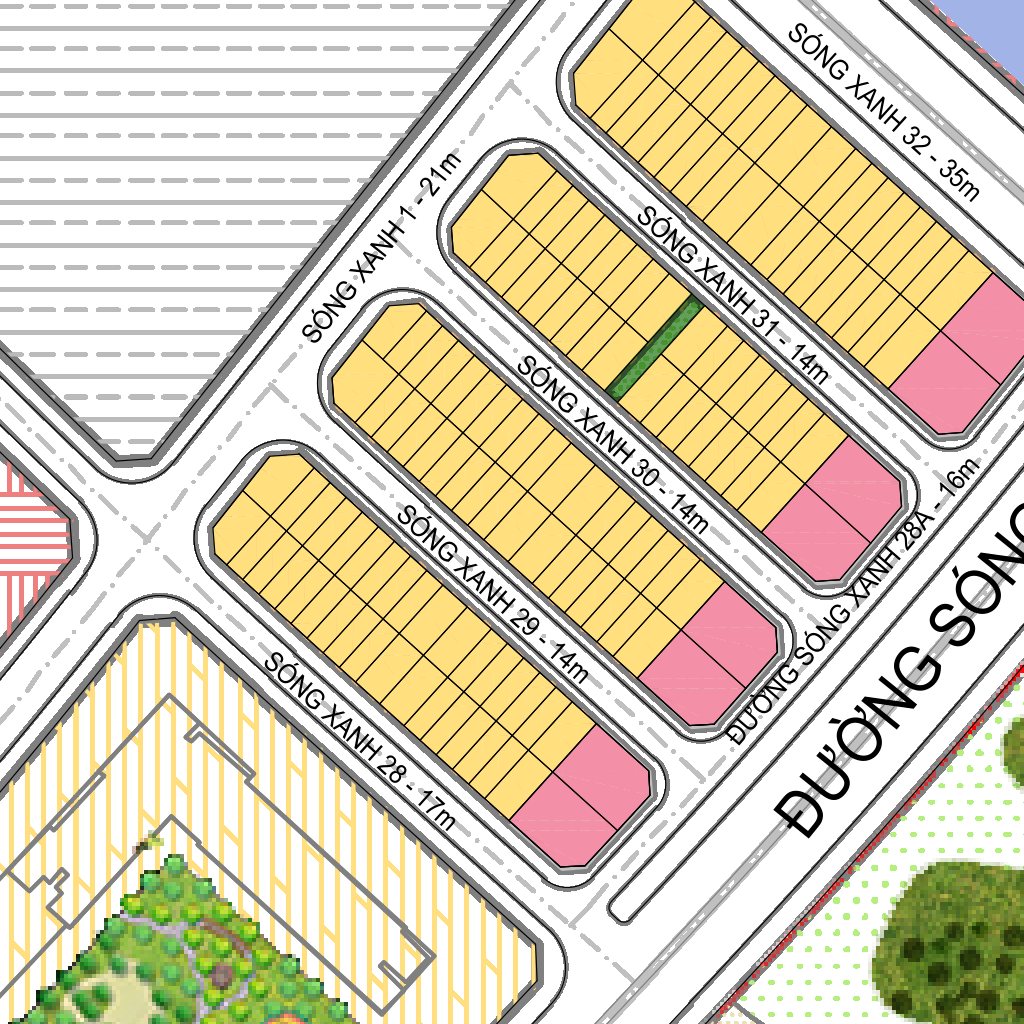 SÓNG XANH 32 - 35m
SÓNG XANH 1 - 21m
SÓNG XANH 31 - 14m
SÓNG XANH 30 - 14m
ĐƯỜNG SÓNG XANH 28A - 16m
SÓNG XANH 29 - 14m
ĐƯỜNG SÓNG
SÓNG XANH 28 - 17m